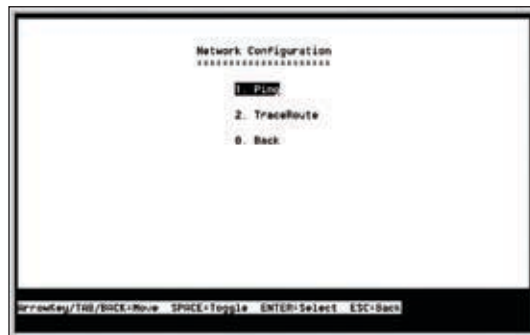 Network Configuration
1. Ping
2. TraceRoute
0. Back
ArrowKey/TAB/BACK=Move SPACE=Toggle ENTER=Select ESC=Back